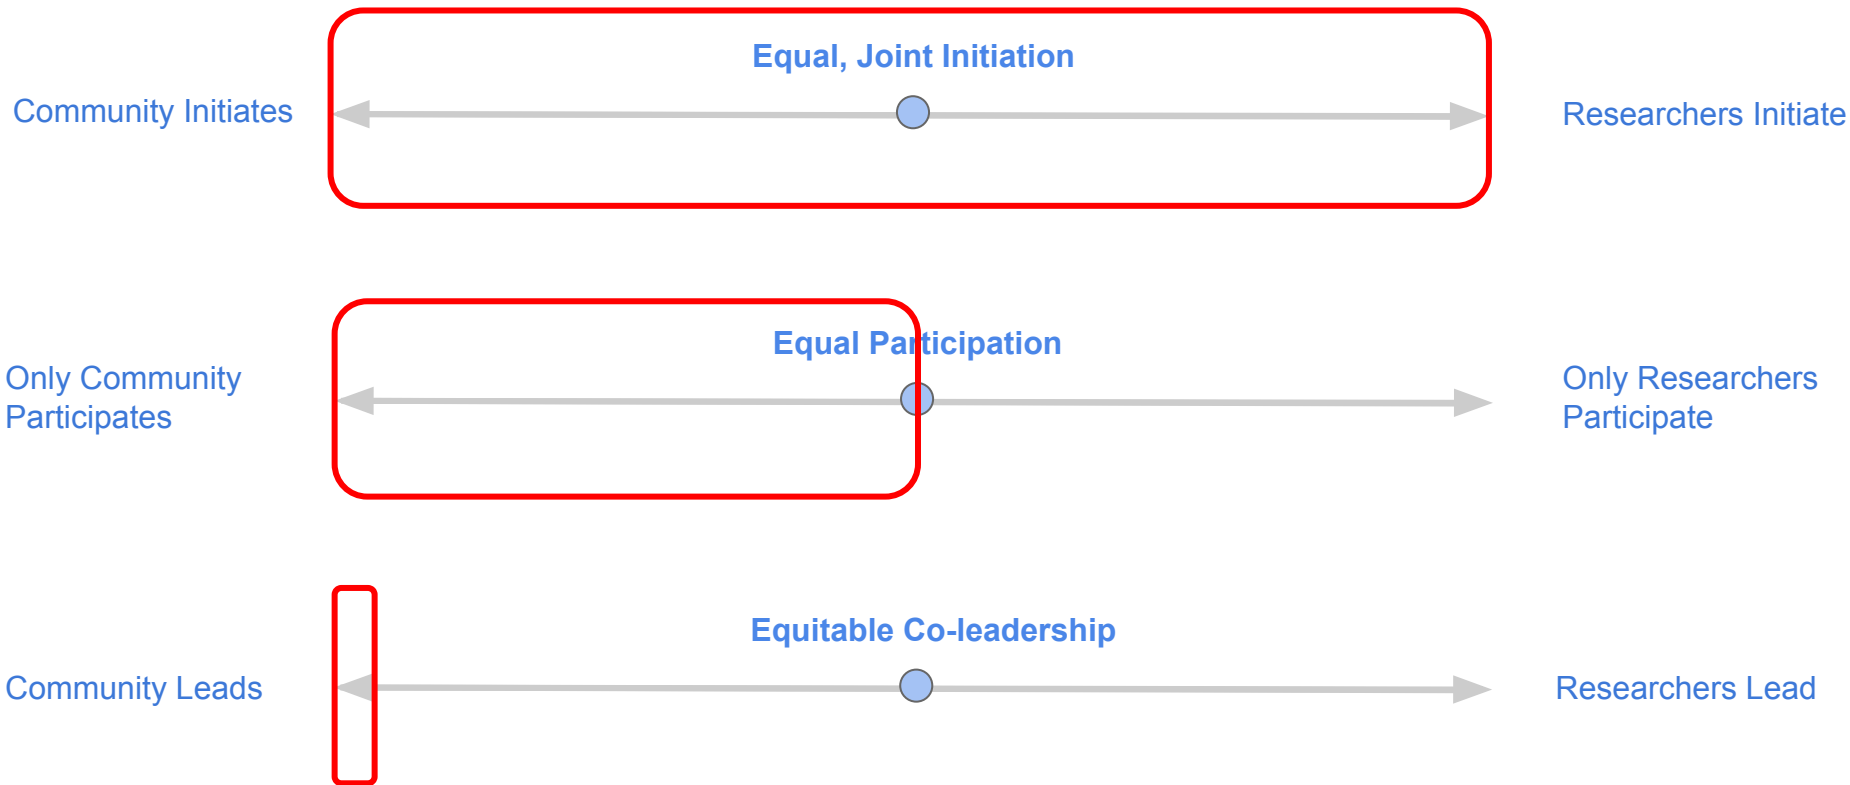 Equal, Joint Initiation
Community Initiates
Researchers Initiate
Equal Participation
Only Community
Participates
Only Researchers
Participate
Equitable Co-leadership
Community Leads
Researchers Lead